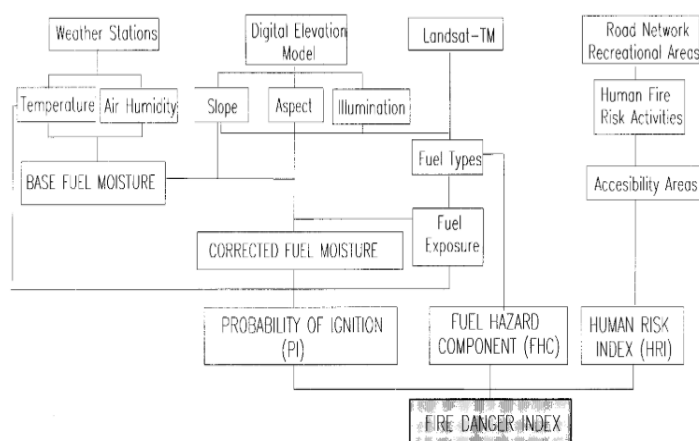 Weather Stations
Digital Elevation
Model
Landsat-TM
Road Network
Recreational Areas
Temperature
Air Humidity
Slope
Aspect
Illumination
Human Fire
Risk Activities
Fuel Types
BASE FUEL MOISTURE
Accesibility Areas
Fuel
Exposure
CORRECTED FUEL MOISTURE
PROBABILITY OF IGNITION
(PI)
FUEL HAZARD
COMPONENT (FHC)
HUMAN RISK
INDEX (HRI)
FIRE DANGER INDEX